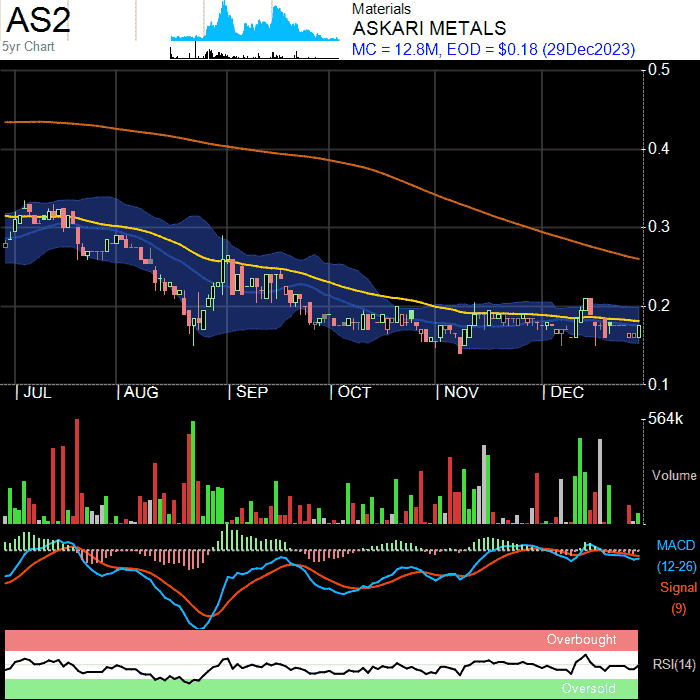 AS2
5yr Chart
Materials
ASKARI METALS
MC = 12.8M, EOD = $0.18 (29Dec2023)
0.5
0.4
0.3
0.2
0.1
JUL AUG SEP OCT NOV DEC
564k
Volume
MACD
(12-26)
Signal
(9)
Overbought
RSI(14)
Oversold